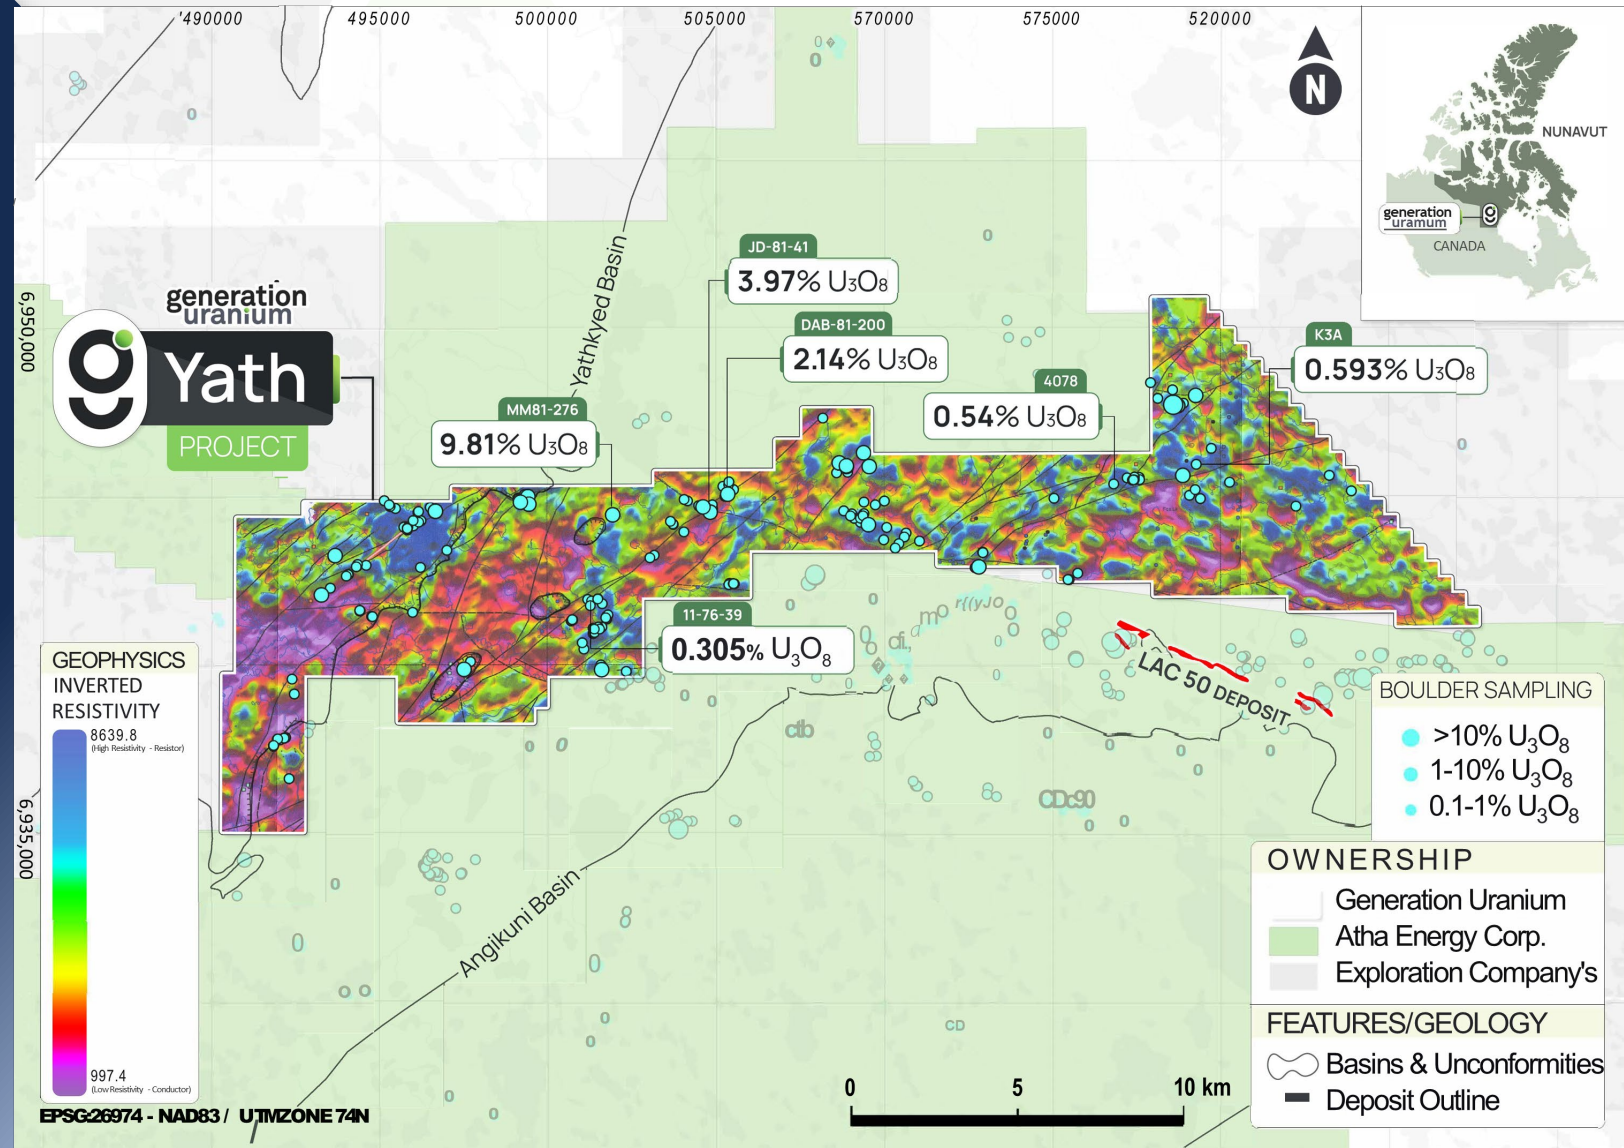 490000 495000 500000 505000 570000 575000 520000
N
NUNAVUT
generation
uramum
CANADA
6,950,000
6,935,000
generation
uranium
Yath
PROJECT
Yathkyed Basin
JD-81-41
3.97% U₃O₈
DAB-81-200
2.14% U₃O₈
MM81-276
9.81% U₃O₈
4078
0.54% U₃O₈
K3A
0.593% U₃O₈
11-76-39
0.305% U₃O₈
LAC 50 DEPOSIT
ctb
CDc90
CD
Angikuni Basin
GEOPHYSICS
INVERTED
RESISTIVITY
8639.8
(High Resistivity - Resistor)
997.4
(Low Resistivity - Conductor)
EPSG:26974 - NAD83 / UTMZONE 74N
BOULDER SAMPLING
>10% U₃O₈
1-10% U₃O₈
0.1-1% U₃O₈
OWNERSHIP
Generation Uranium
Atha Energy Corp.
Exploration Company's
FEATURES/GEOLOGY
Basins & Unconformities
Deposit Outline
0 5 10 km